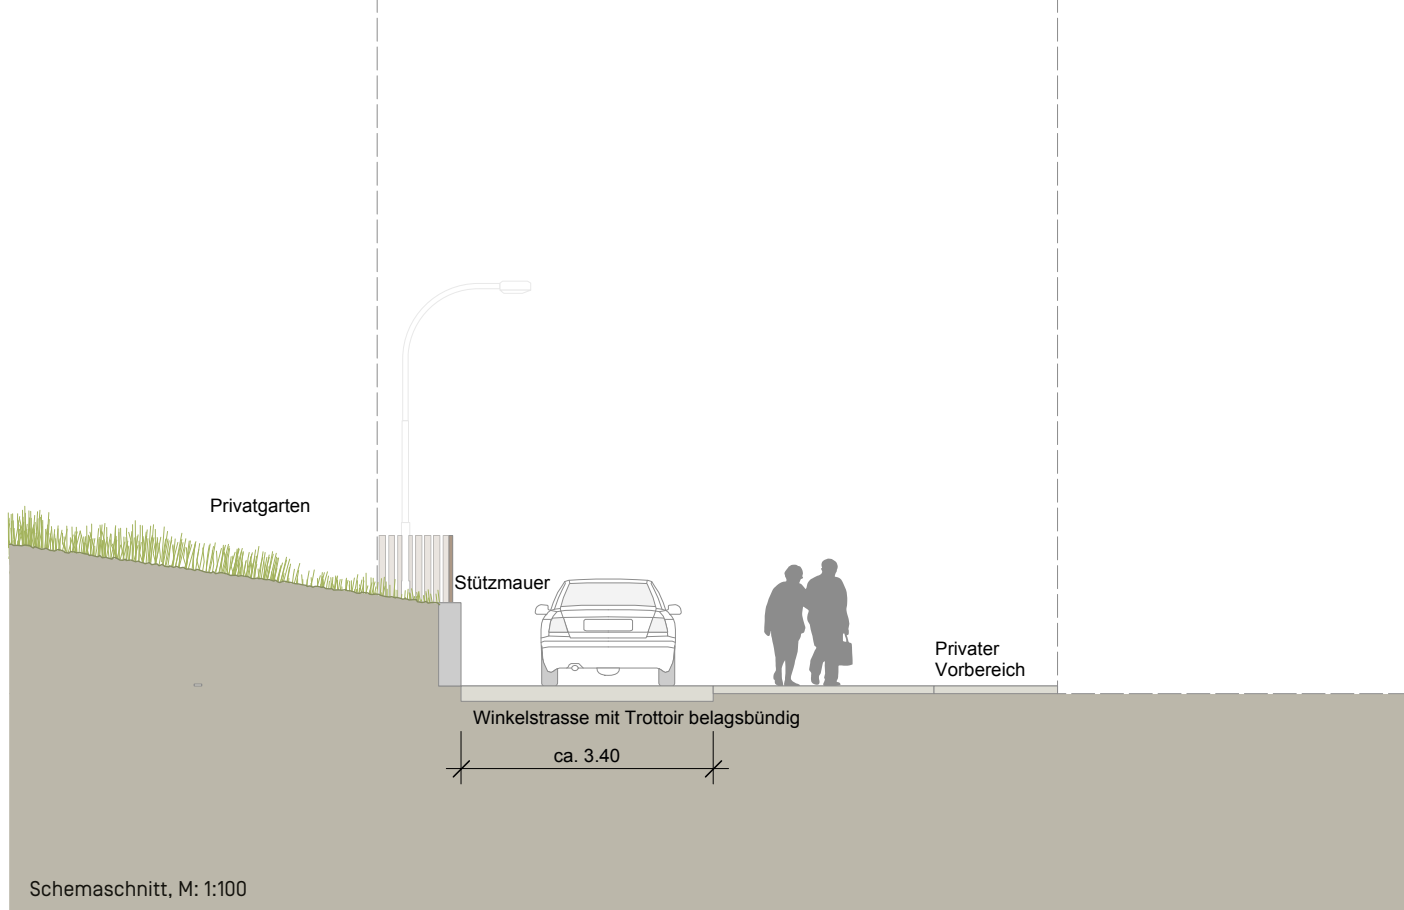 Privatgarten
Stützmauer
Privater
Vorbereich
Winkelstrasse mit Trottoir belagsbündig
ca. 3.40
Schemaschnitt, M: 1:100